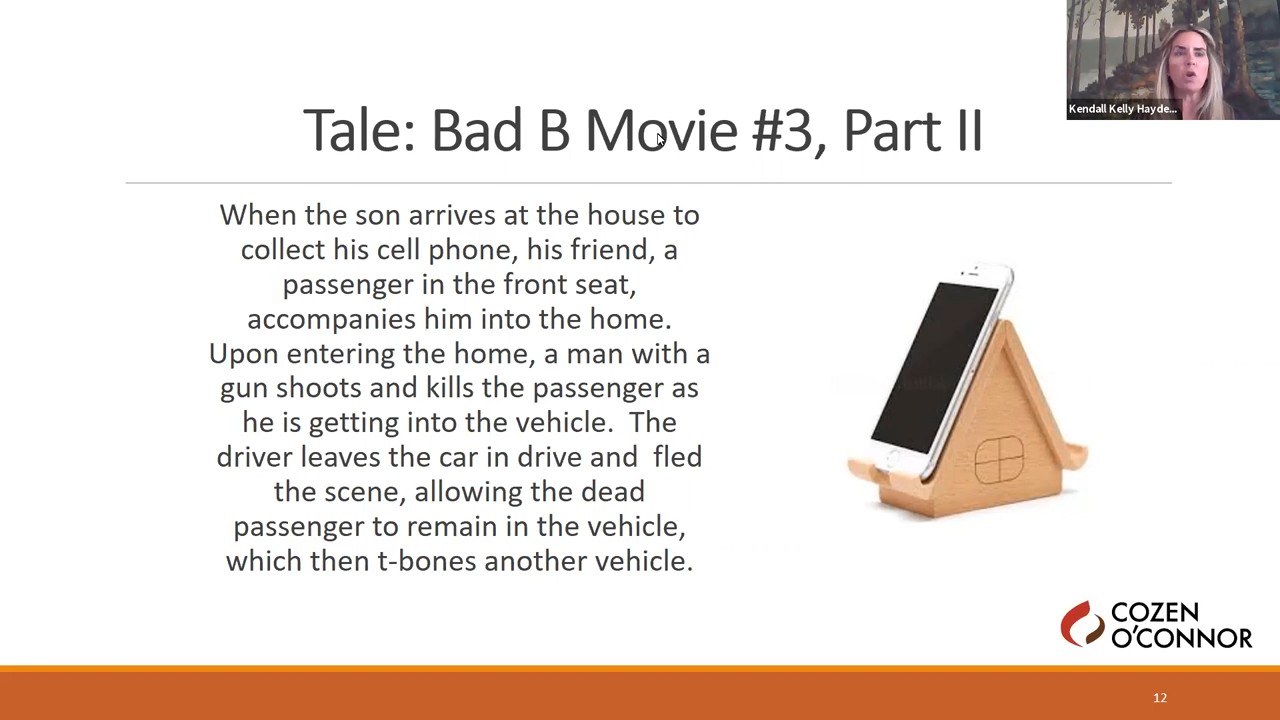 Kendall Kelly Hayde...
Tale: Bad B Movie #3, Part II
When the son arrives at the house to
collect his cell phone, his friend, a
passenger in the front seat,
accompanies him into the home.
Upon entering the home, a man with a
gun shoots and kills the passenger as
he is getting into the vehicle.  The
driver leaves the car in drive and  fled
the scene, allowing the dead
passenger to remain in the vehicle,
which then t-bones another vehicle.
COZEN
O'CONNOR
12